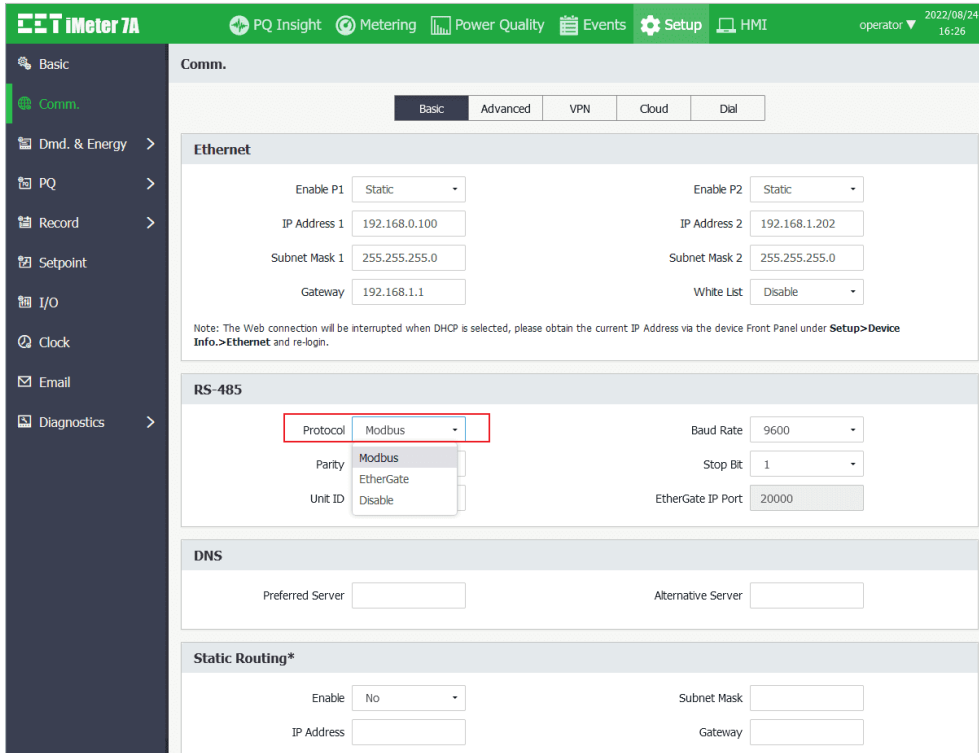 CET iMeter 7A
PQ Insight Metering Power Quality Events Setup HMI
operator ▼ 2022/08/24
16:26
Basic
Comm.
Dmd. & Energy
PQ
Record
Setpoint
I/O
Clock
Email
Diagnostics
Comm.
Basic Advanced VPN Cloud Dial
Ethernet
Enable P1 Static Enable P2 Static
IP Address 1 192.168.0.100 IP Address 2 192.168.1.202
Subnet Mask 1 255.255.255.0 Subnet Mask 2 255.255.255.0
Gateway 192.168.1.1 White List Disable
Note: The Web connection will be interrupted when DHCP is selected, please obtain the current IP Address via the device Front Panel under Setup>Device
Info.>Ethernet and re-login.
RS-485
Protocol Modbus Baud Rate 9600
Parity Modbus Stop Bit 1
EtherGate
Unit ID Disable EtherGate IP Port 20000
DNS
Preferred Server Alternative Server
Static Routing*
Enable No Subnet Mask
IP Address Gateway